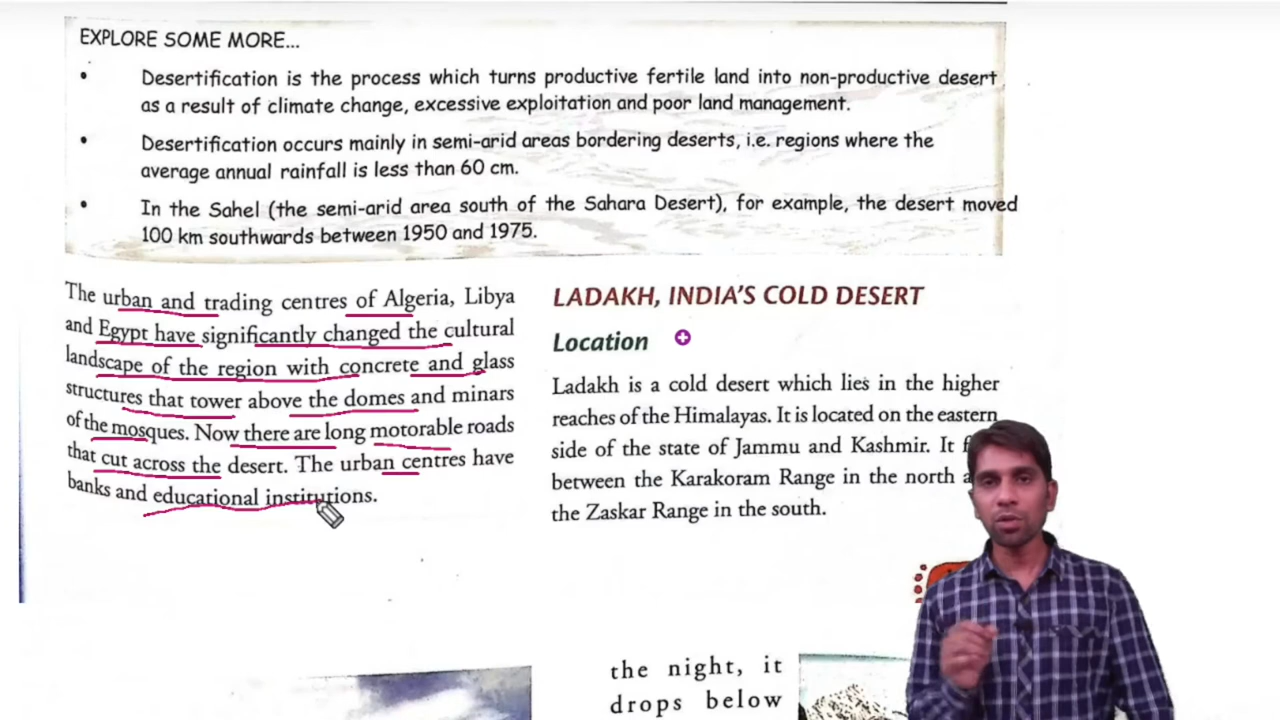 EXPLORE SOME MORE...
• Desertification is the process which turns productive fertile land into non-productive desert
as a result of climate change, excessive exploitation and poor land management.
• Desertification occurs mainly in semi-arid areas bordering deserts, i.e. regions where the
average annual rainfall is less than 60 cm.
• In the Sahel (the semi-arid area south of the Sahara Desert), for example, the desert moved
100 km southwards between 1950 and 1975.
The urban and trading centres of Algeria, Libya
and Egypt have significantly changed the cultural
landscape of the region with concrete and glass
structures that tower above the domes and minars
of the mosques. Now there are long motorable roads
that cut across the desert. The urban centres have
banks and educational institutions.
LADAKH, INDIA'S COLD DESERT
Location
Ladakh is a cold desert which lies in the higher
reaches of the Himalayas. It is located on the eastern
side of the state of Jammu and Kashmir. It
between the Karakoram Range in the north
the Zaskar Range in the south.
the night, it
drops below